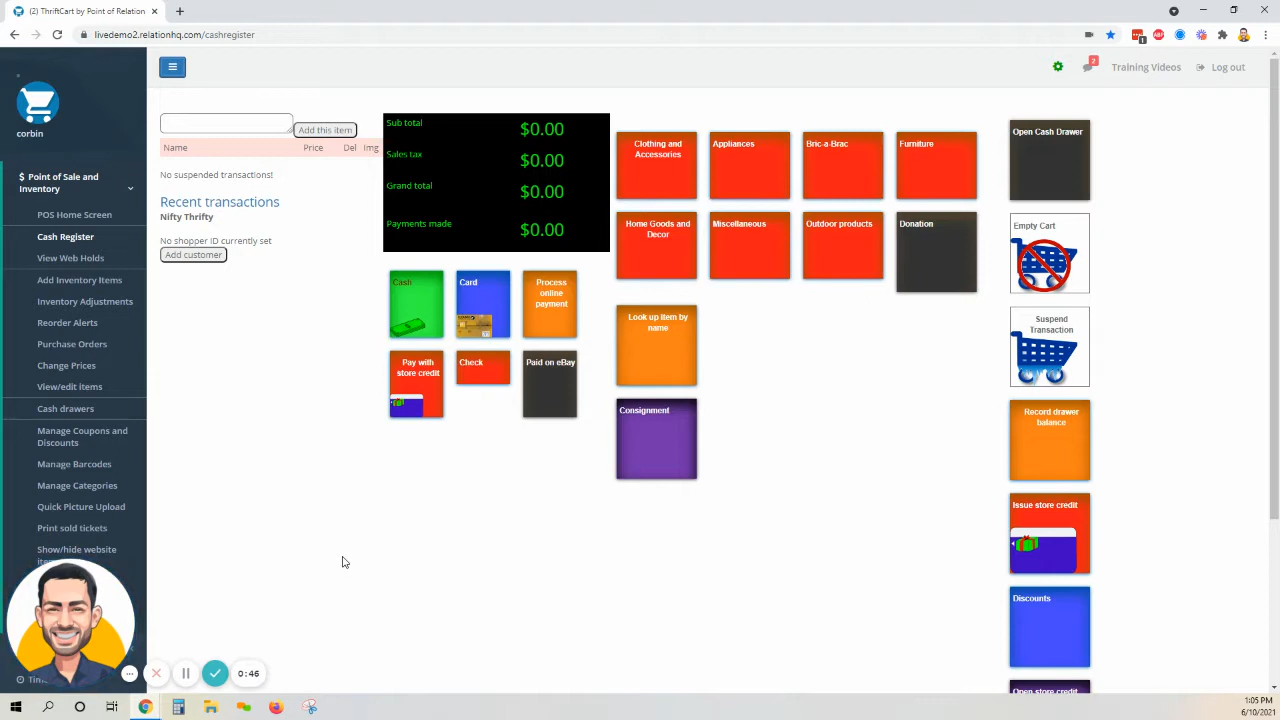 (2) ThriftCart by Point of Relation
livedemo2.relationhq.com/cashregister
1
ABP
corbin
$ Point of Sale and
Inventory
POS Home Screen
Cash Register
View Web Holds
Add Inventory Items
Inventory Adjustments
Reorder Alerts
Purchase Orders
Change Prices
View/edit items
Cash drawers
Manage Coupons and
Discounts
Manage Barcodes
Manage Categories
Quick Picture Upload
Print sold tickets
Show/hide website
2
Training Videos
Log out
Add this item
Name Price Del Img
No suspended transactions!
Recent transactions
Nifty Thrifty
No shopper ID currently set
Add customer
Sub total $0.00
Sales tax $0.00
Grand total $0.00
Payments made $0.00
Cash
Card
Process
online
payment
Pay with
store credit
Check
Paid on eBay
Clothing and
Accessories
Appliances
Bric-a-Brac
Furniture
Home Goods and
Decor
Miscellaneous
Outdoor products
Donation
Look up item by
name
Consignment
Open Cash Drawer
Empty Cart
Suspend
Transaction
Record drawer
balance
Issue store credit
Discounts
Open store credit
0:46
1:05 PM
6/10/2021